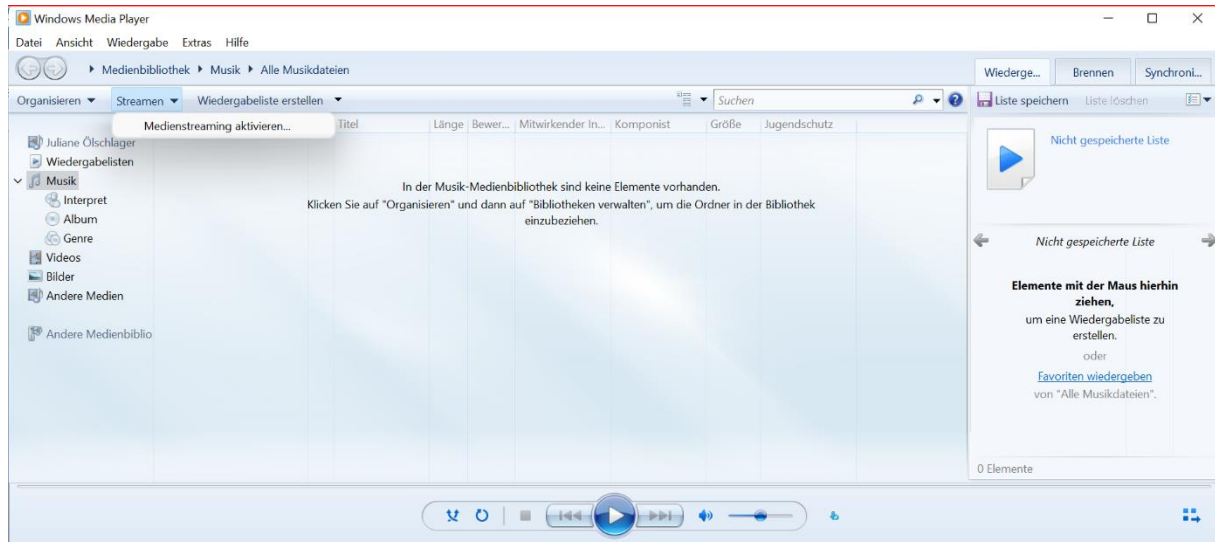 Windows Media Player
Datei Ansicht Wiedergabe Extras Hilfe
Medienbibliothek Musik Alle Musikdateien
Wiederge... Brennen Synchroni...
Organisieren Streamen Wiedergabeliste erstellen Suchen Liste speichern Liste löschen
Medienstreaming aktivieren...
Titel Länge Bewer... Mitwirkender In... Komponist Größe Jugendschutz
Juliane Ölschläger
Wiedergabelisten
Musik
Interpret
Album
Genre
Videos
Bilder
Andere Medien
Andere Medienbiblio
In der Musik-Medienbibliothek sind keine Elemente vorhanden.
Klicken Sie auf "Organisieren" und dann auf "Bibliotheken verwalten", um die Ordner in der Bibliothek
einzubeziehen.
Nicht gespeicherte Liste
Nicht gespeicherte Liste
Elemente mit der Maus hierhin
ziehen,
um eine Wiedergabeliste zu
erstellen.
oder
Favoriten wiedergeben
von "Alle Musikdateien".
0 Elemente